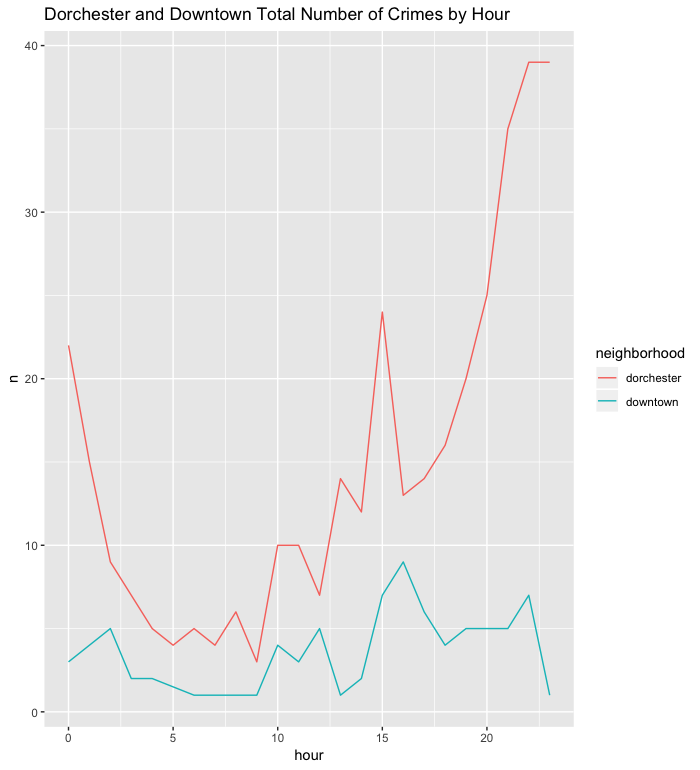 Dorchester and Downtown Total Number of Crimes by Hour
40
30
20
10
0
n
0 5 10 15 20
hour
neighborhood
dorchester
downtown